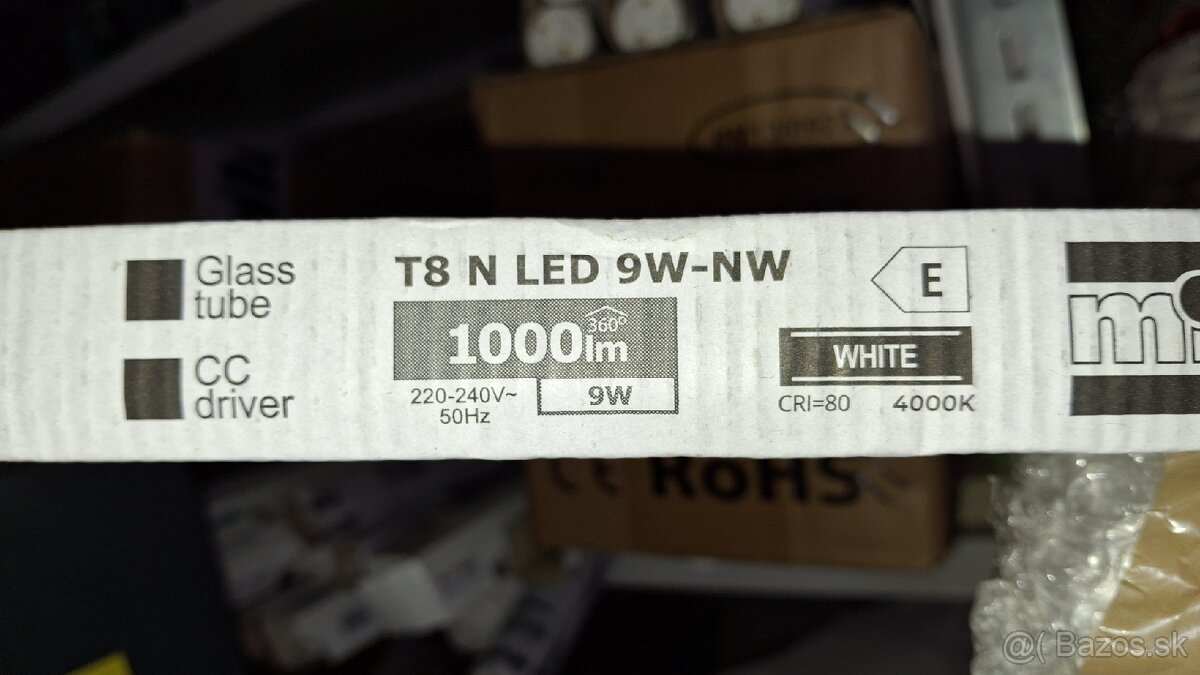 Glass
tube
CC
driver
T8 N LED 9W-NW
1000lm
360°
220-240V~
50Hz
9W
E
WHITE
CRI=80 4000K
RoHS
@( Bazos.sk